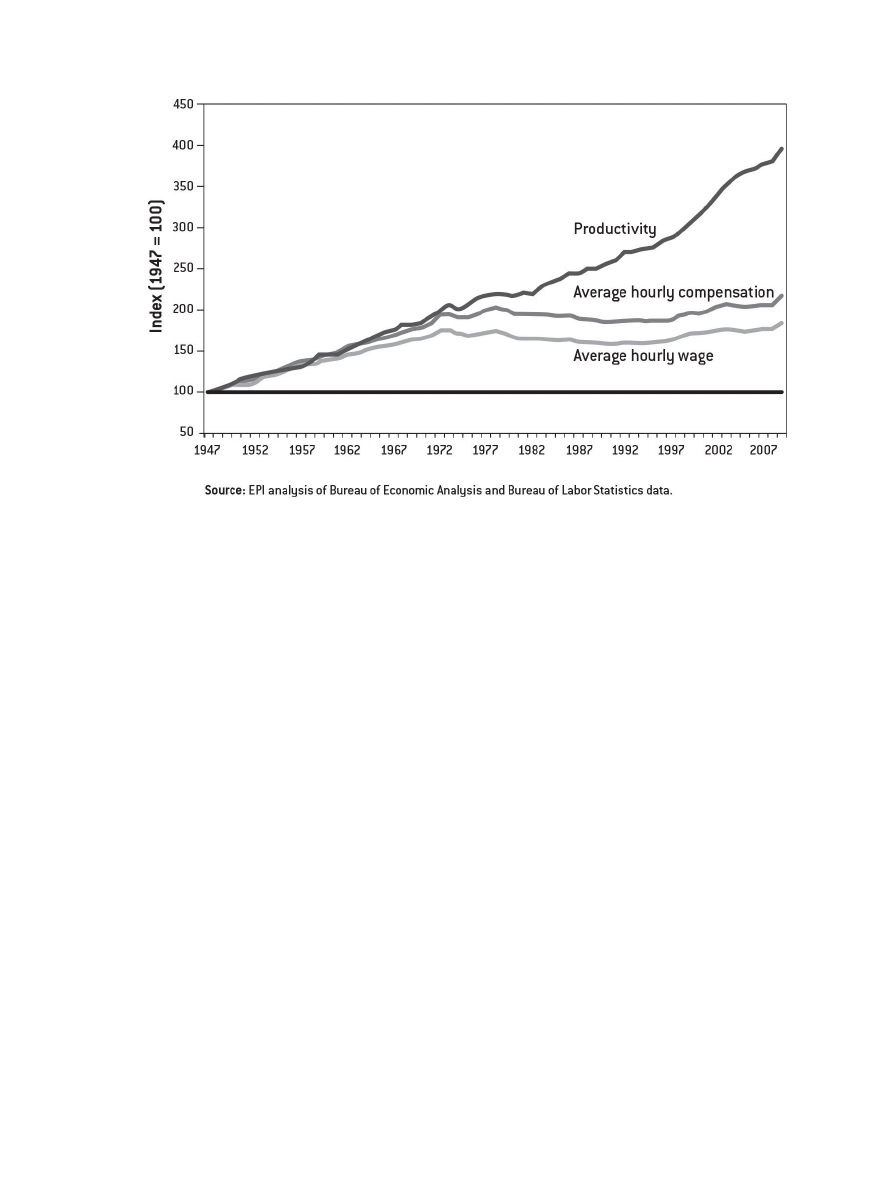 450
400
350
300
250
200
150
100
50
Index (1947 = 100)
Productivity
Average hourly compensation
Average hourly wage
1947 1952 1957 1962 1967 1972 1977 1982 1987 1992 1997 2002 2007
Source: EPI analysis of Bureau of Economic Analysis and Bureau of Labor Statistics data.